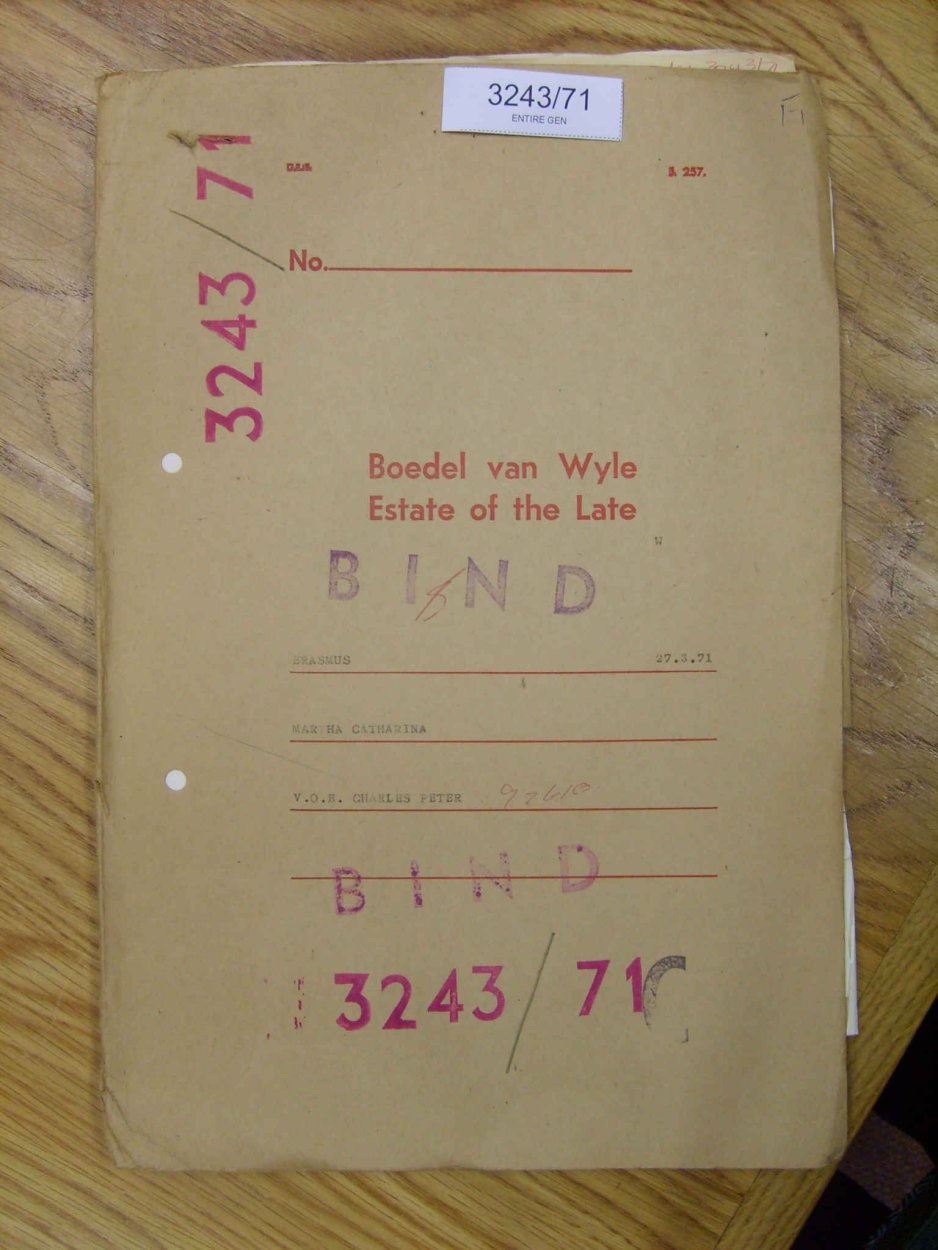 3243/71
ENTIRE GEN
3243/71
J. 257.
No.
Boedel van Wyle
Estate of the Late
W
BIND
ERASMUS 27.3.71
MARTHA CATHARINA
V.O.E. CHARLES PETER
BIND
3243/71